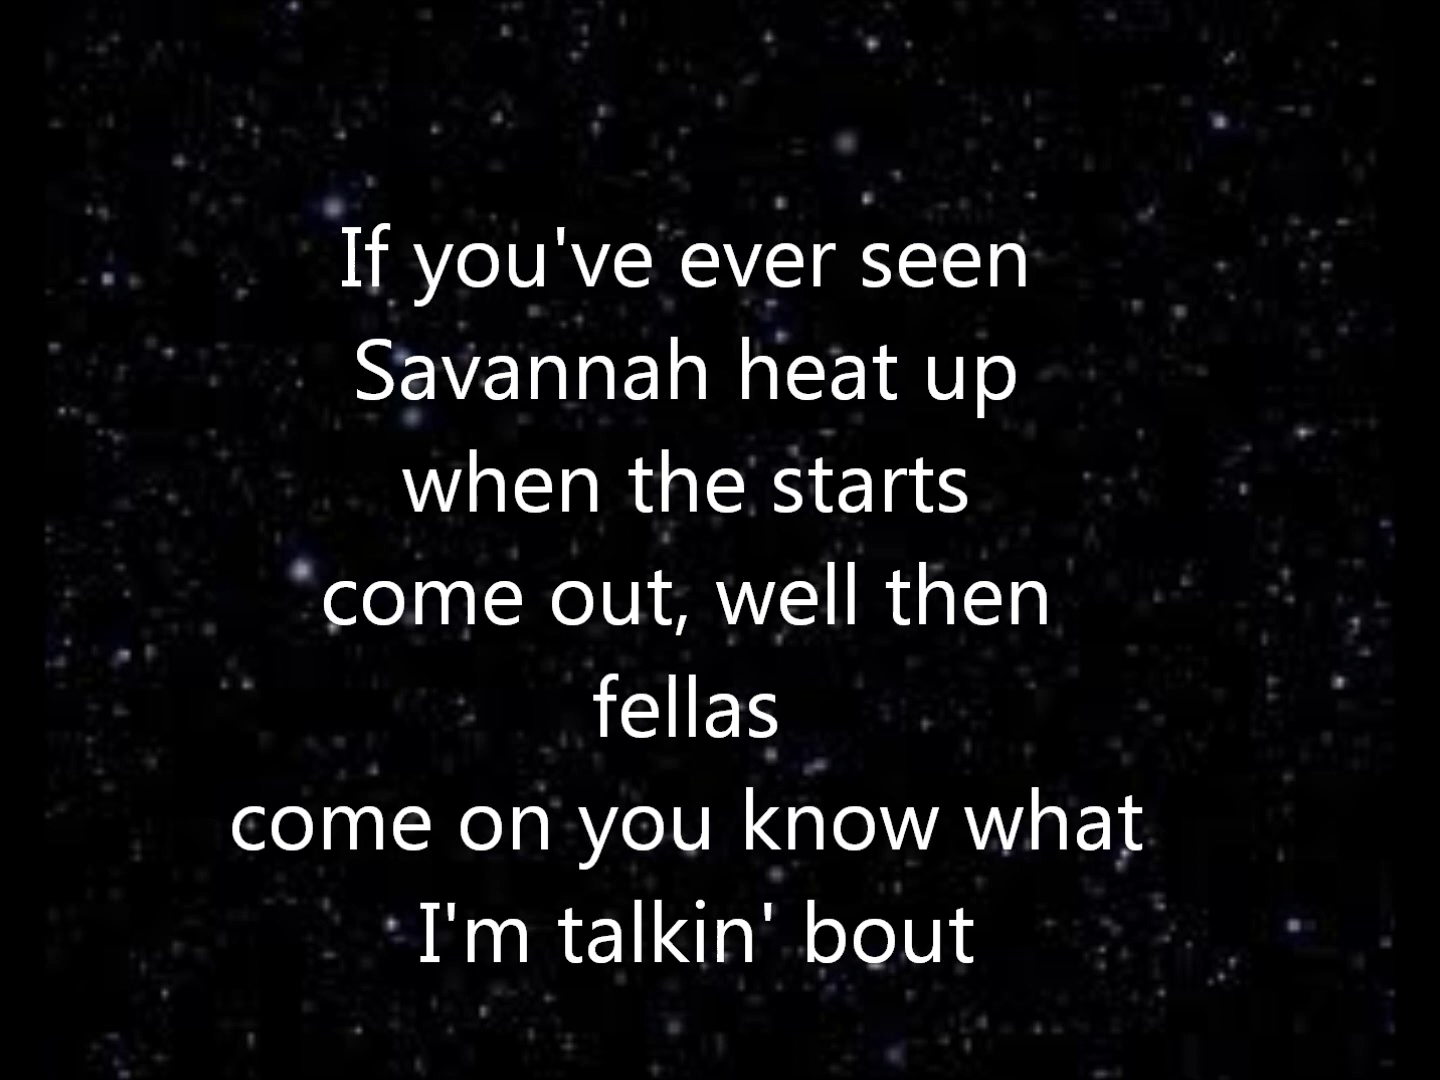 If you've ever seen
Savannah heat up
when the starts
come out, well then
fellas
come on you know what
I'm talkin' bout